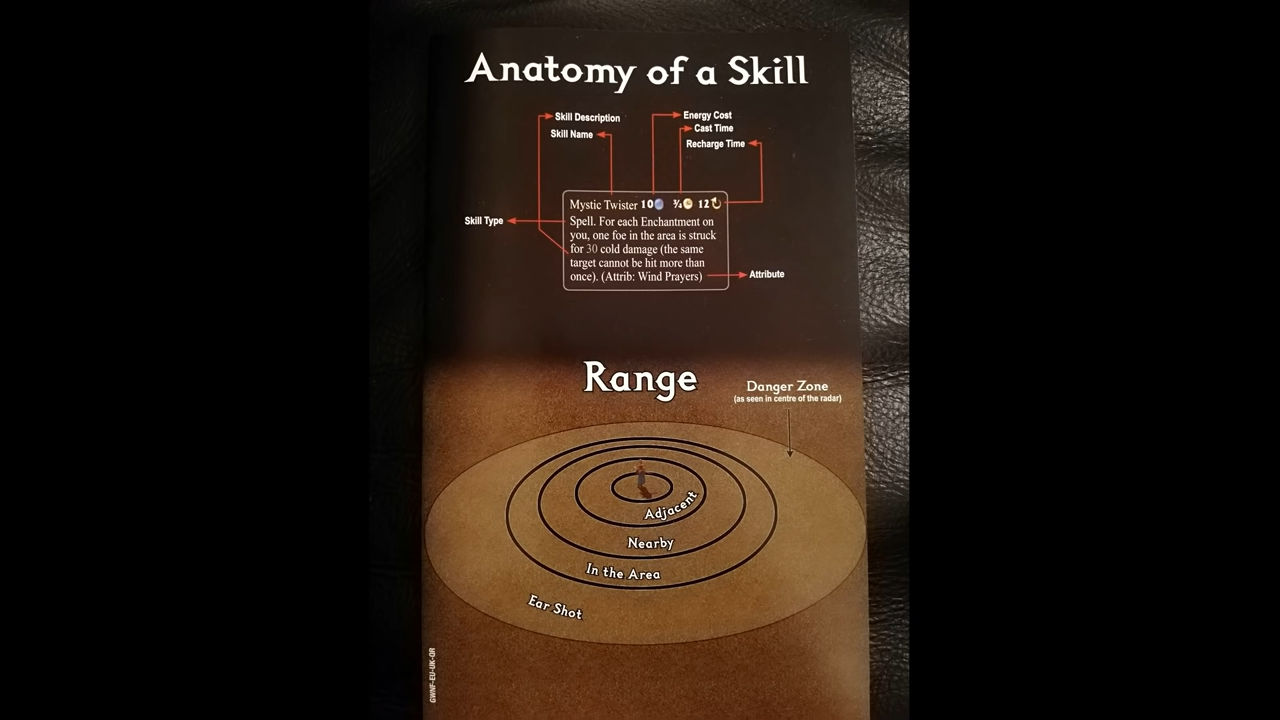 Anatomy of a Skill
Skill Description
Skill Name
Energy Cost
Cast Time
Recharge Time
Skill Type
Mystic Twister 10 ¾ 12
Spell. For each Enchantment on
you, one foe in the area is struck
for 30 cold damage (the same
target cannot be hit more than
once). (Attrib: Wind Prayers)
Attribute
Range
Danger Zone
(as seen in centre of the radar)
Adjacent
Nearby
In the Area
Ear Shot
GWNF-EU-UK-QR